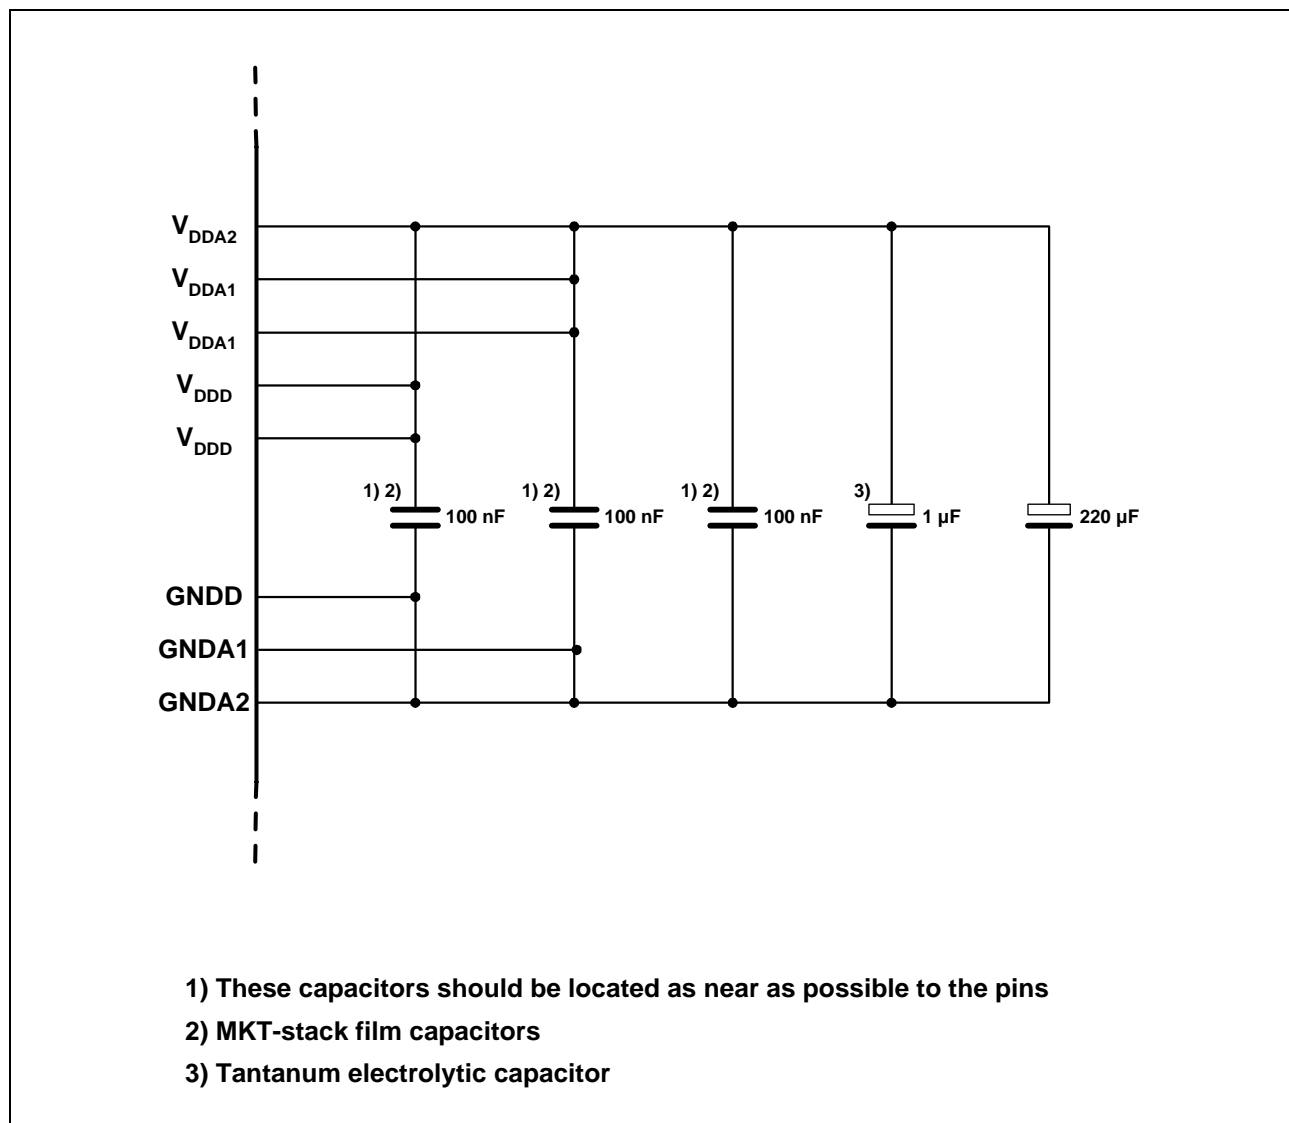 V_DDA2
V_DDA1
V_DDA1
V_DDD
V_DDD
1) 2) 100 nF 1) 2) 100 nF 1) 2) 100 nF 3) 1 µF 220 µF
GNDD
GNDA1
GNDA2
1) These capacitors should be located as near as possible to the pins
2) MKT-stack film capacitors
3) Tantanum electrolytic capacitor